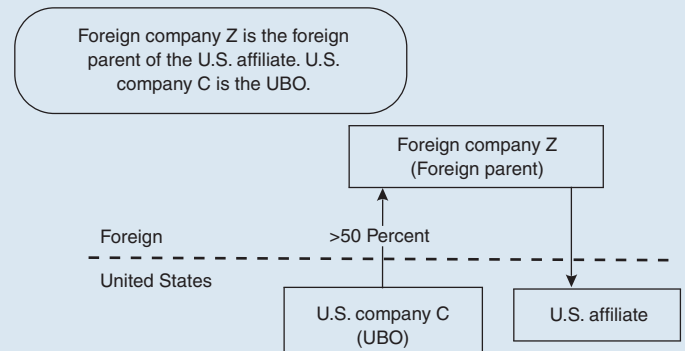 Foreign company Z is the foreign
parent of the U.S. affiliate. U.S.
company C is the UBO.
Foreign company Z
(Foreign parent)
Foreign
>50 Percent
United States
U.S. company C
(UBO)
U.S. affiliate